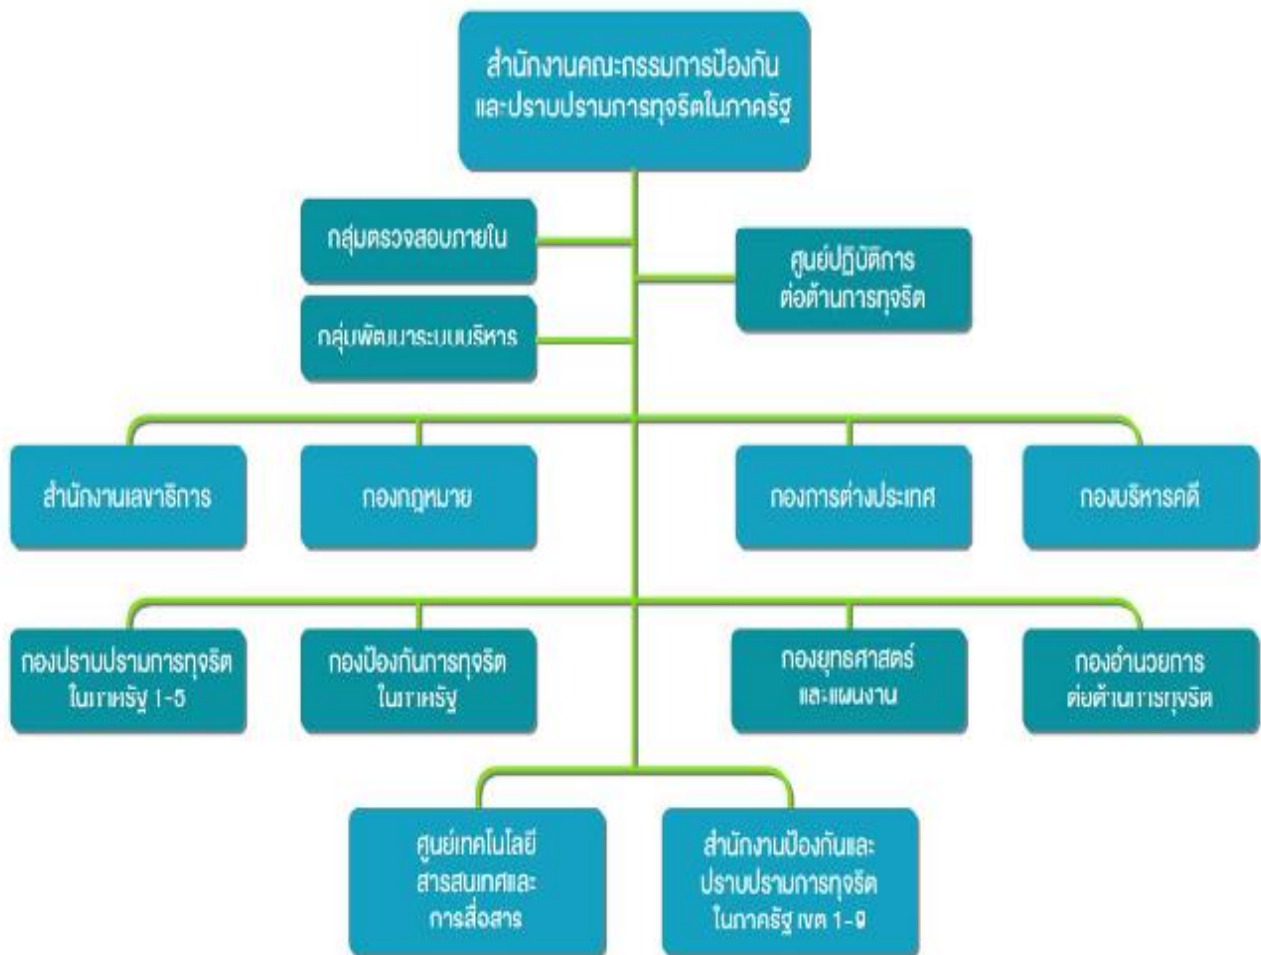 สำนักงานคณะกรรมการป้องกัน
และปราบปรามการทุจริตในภาครัฐ
กลุ่มตรวจสอบภายใน
ศูนย์ปฏิบัติการ
ต่อต้านการทุจริต
กลุ่มพัฒนาระบบบริหาร
สำนักงานเลขาธิการ
กองกฎหมาย
กองการต่างประเทศ
กองบริหารคดี
กองปราบปรามการทุจริต
ในภาครัฐ 1-5
กองป้องกันการทุจริต
ในภาครัฐ
กองยุทธศาสตร์
และแผนงาน
กองอำนวยการ
ต่อต้านการทุจริต
ศูนย์เทคโนโลยี
สารสนเทศและ
การสื่อสาร
สำนักงานป้องกันและ
ปราบปรามการทุจริต
ในภาครัฐ เขต 1-9